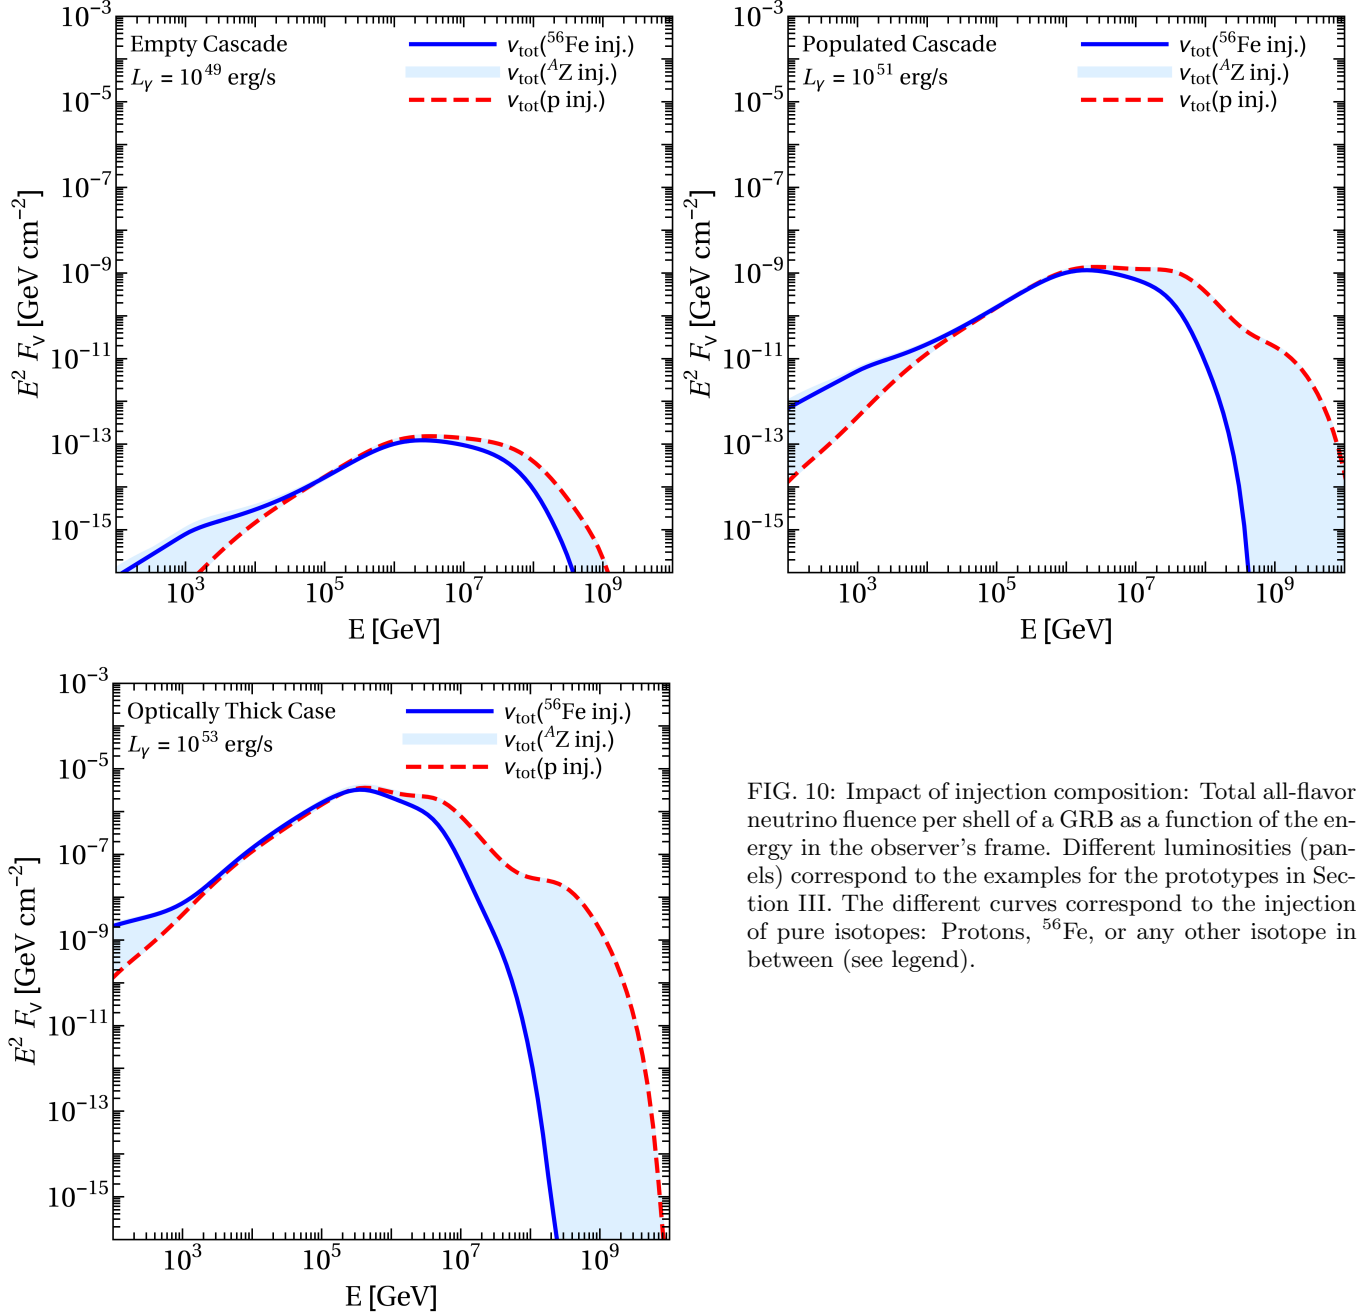 Empty Cascade
L_γ = 10^49 erg/s
ν_tot(^56Fe inj.)
ν_tot(^AZ inj.)
ν_tot(p inj.)
10^−3
10^−5
10^−7
10^−9
10^−11
10^−13
10^−15
E^2 F_ν [GeV cm^−2]
10^3 10^5 10^7 10^9
E [GeV]
Populated Cascade
L_γ = 10^51 erg/s
ν_tot(^56Fe inj.)
ν_tot(^AZ inj.)
ν_tot(p inj.)
10^−3
10^−5
10^−7
10^−9
10^−11
10^−13
10^−15
E^2 F_ν [GeV cm^−2]
10^3 10^5 10^7 10^9
E [GeV]
Optically Thick Case
L_γ = 10^53 erg/s
ν_tot(^56Fe inj.)
ν_tot(^AZ inj.)
ν_tot(p inj.)
10^−3
10^−5
10^−7
10^−9
10^−11
10^−13
10^−15
E^2 F_ν [GeV cm^−2]
10^3 10^5 10^7 10^9
E [GeV]
FIG. 10: Impact of injection composition: Total all-flavor
neutrino fluence per shell of a GRB as a function of the en-
ergy in the observer's frame. Different luminosities (pan-
els) correspond to the examples for the prototypes in Sec-
tion III. The different curves correspond to the injection
of pure isotopes: Protons, ^56Fe, or any other isotope in
between (see legend).